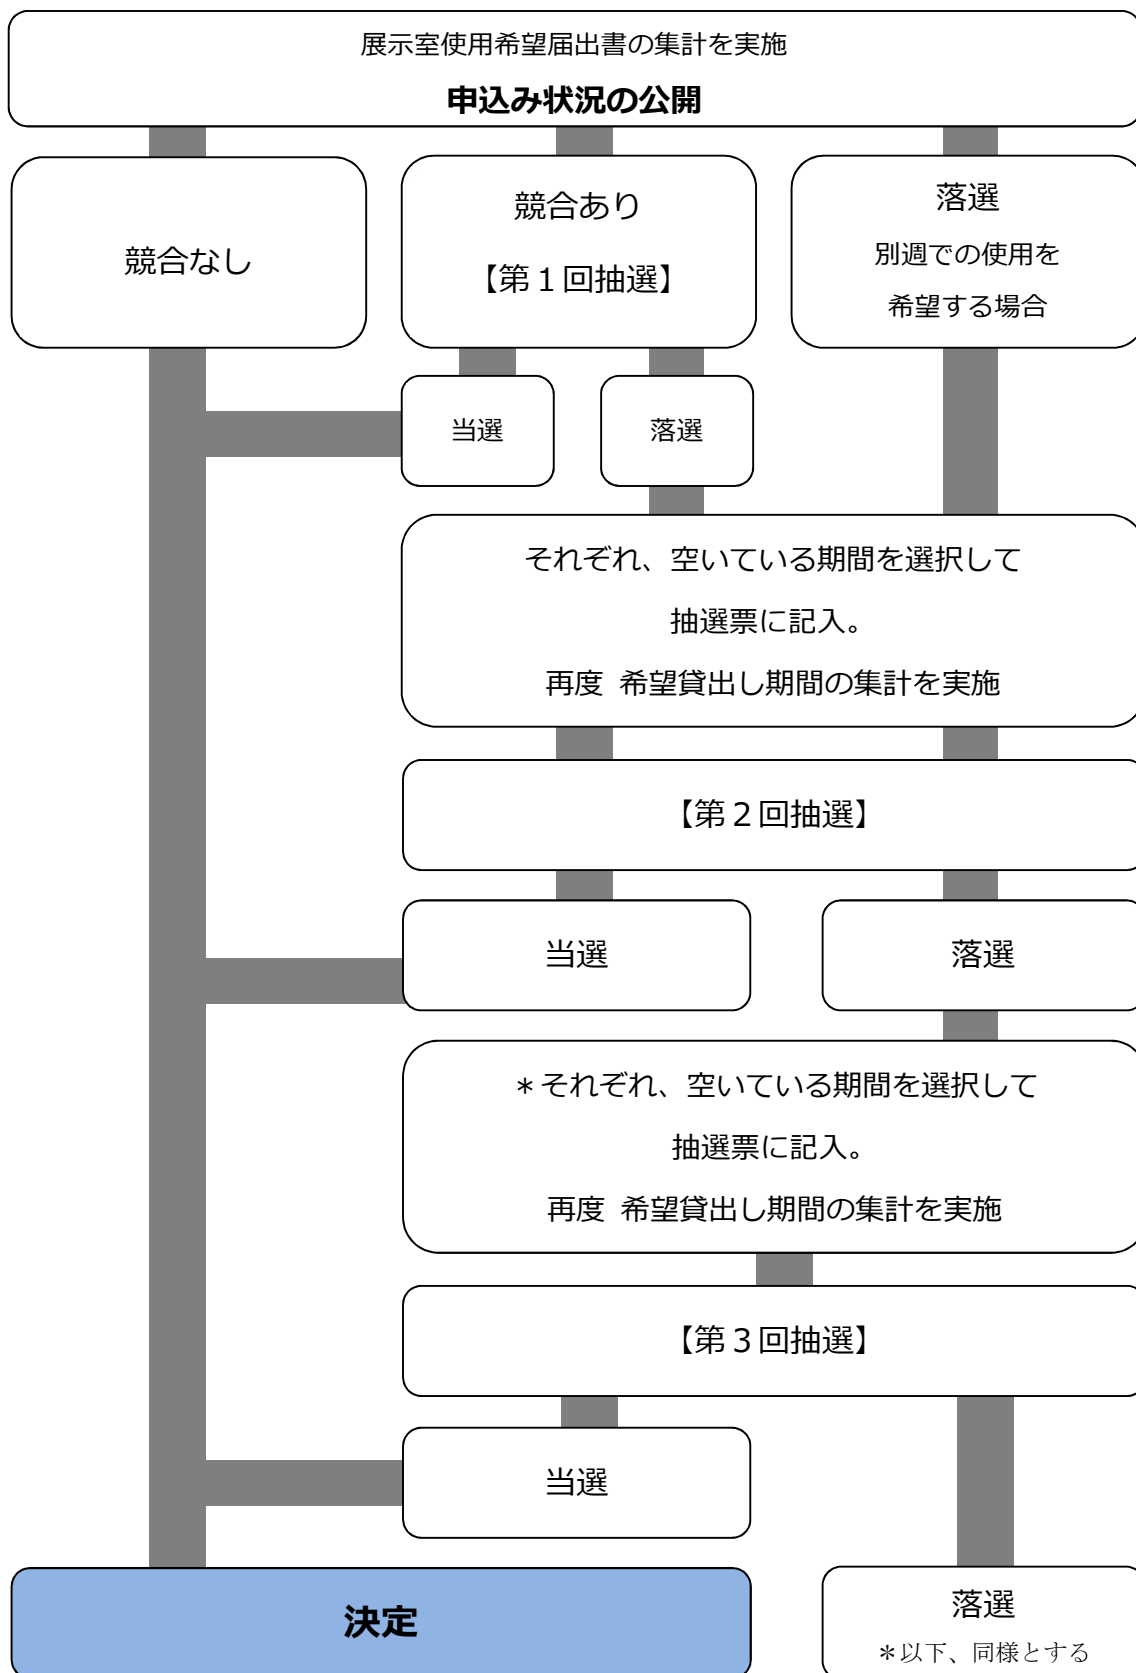 展示室使用希望届出書の集計を実施
申込み状況の公開
競合なし
競合あり
【第１回抽選】
落選
別週での使用を
希望する場合
当選
落選
それぞれ、空いている期間を選択して
抽選票に記入。
再度 希望貸出し期間の集計を実施
【第２回抽選】
当選
落選
＊それぞれ、空いている期間を選択して
抽選票に記入。
再度 希望貸出し期間の集計を実施
【第３回抽選】
当選
決定
落選
＊以下、同様とする